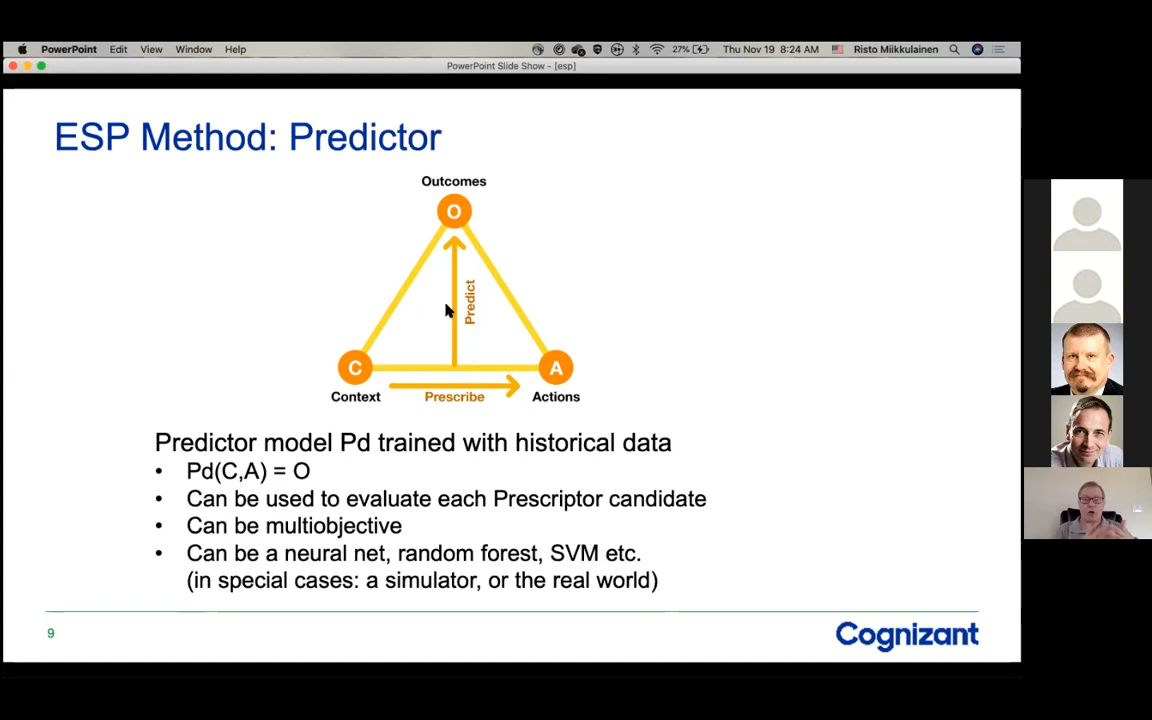 PowerPoint Edit View Window Help 27% Thu Nov 19 8:24 AM Risto Miikkulainen
PowerPoint Slide Show - [esp]
ESP Method: Predictor
Outcomes
O
Predict
C
A
Context
Prescribe
Actions
Predictor model Pd trained with historical data
• Pd(C,A) = O
• Can be used to evaluate each Prescriptor candidate
• Can be multiobjective
• Can be a neural net, random forest, SVM etc.
(in special cases: a simulator, or the real world)
9
Cognizant